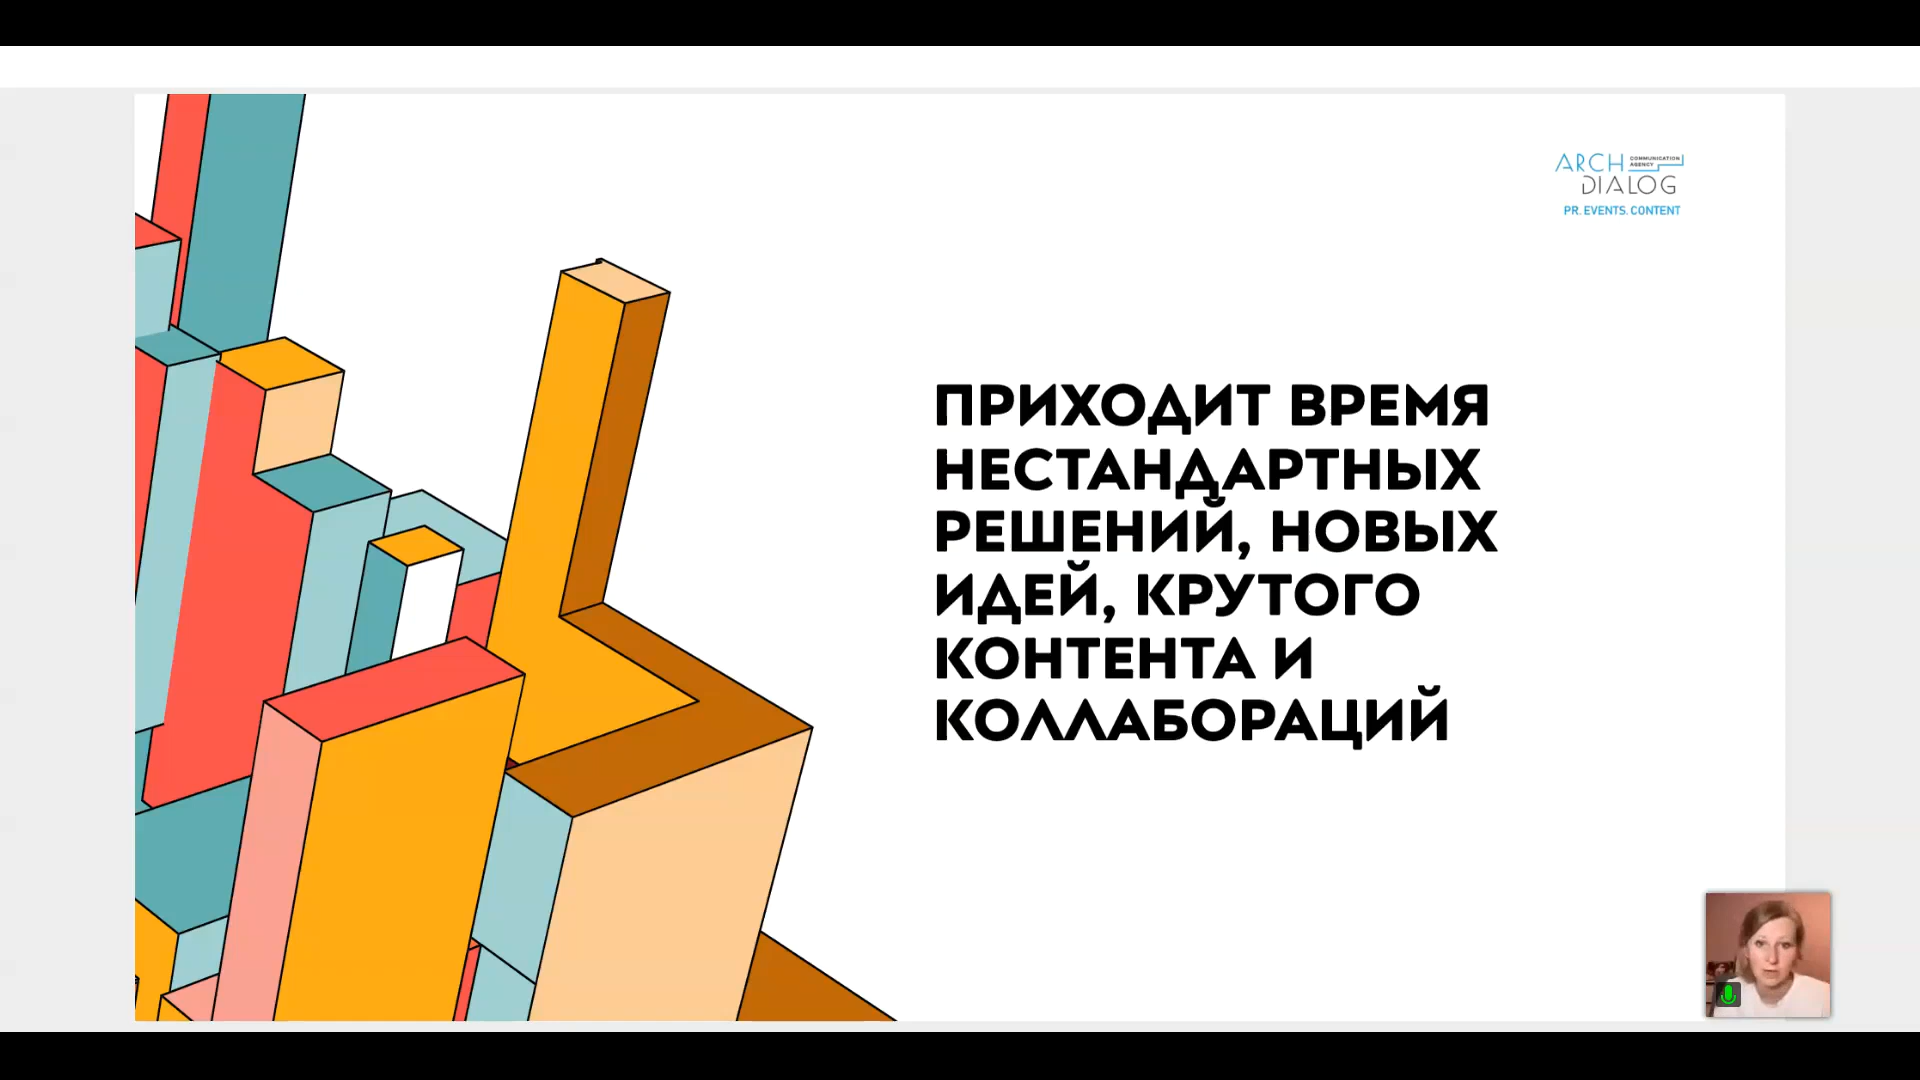 ARCH COMMUNICATION
AGENCY
DIALOG
PR. EVENTS. CONTENT
ПРИХОДИТ ВРЕМЯ
НЕСТАНДАРТНЫХ
РЕШЕНИЙ, НОВЫХ
ИДЕЙ, КРУТОГО
КОНТЕНТА И
КОЛЛАБОРАЦИЙ